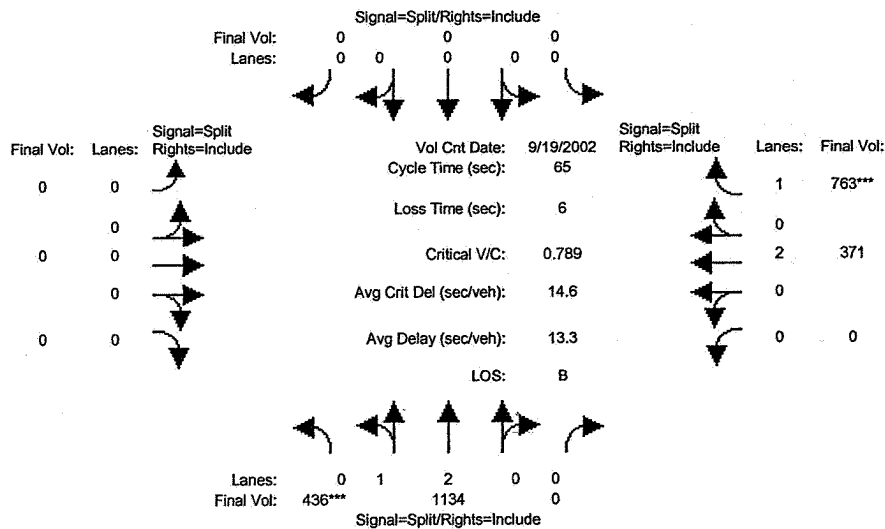 Signal=Split/Rights=Include
Final Vol: 0 0 0
Lanes: 0 0 0 0 0
Signal=Split
Final Vol: Lanes: Rights=Include
Vol Cnt Date: 9/19/2002
Signal=Split
Rights=Include Lanes: Final Vol:
Cycle Time (sec): 65
0 0
1 763***
Loss Time (sec): 6
0
0
0 0
Critical V/C: 0.789
2 371
0
Avg Crit Del (sec/veh): 14.6
0
0 0
Avg Delay (sec/veh): 13.3
0 0
LOS: B
Lanes: 0 1 2 0 0
Final Vol: 436*** 1134 0
Signal=Split/Rights=Include